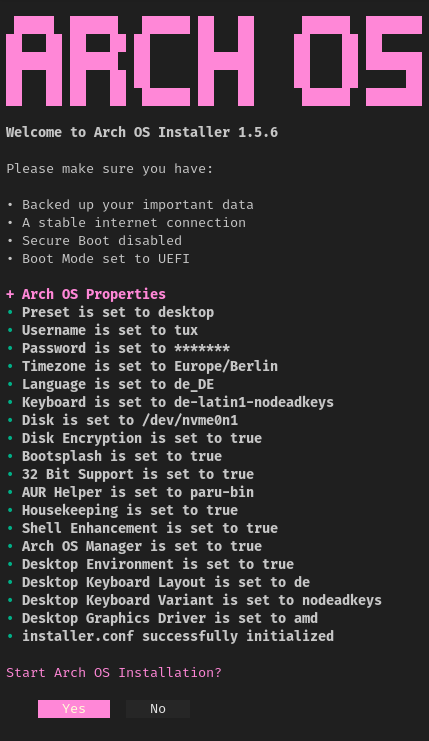 ARCH OS
Welcome to Arch OS Installer 1.5.6
Please make sure you have:
• Backed up your important data
• A stable internet connection
• Secure Boot disabled
• Boot Mode set to UEFI
+ Arch OS Properties
• Preset is set to desktop
• Username is set to tux
• Password is set to *******
• Timezone is set to Europe/Berlin
• Language is set to de_DE
• Keyboard is set to de-latin1-nodeadkeys
• Disk is set to /dev/nvme0n1
• Disk Encryption is set to true
• Bootsplash is set to true
• 32 Bit Support is set to true
• AUR Helper is set to paru-bin
• Housekeeping is set to true
• Shell Enhancement is set to true
• Arch OS Manager is set to true
• Desktop Environment is set to true
• Desktop Keyboard Layout is set to de
• Desktop Keyboard Variant is set to nodeadkeys
• Desktop Graphics Driver is set to amd
• installer.conf successfully initialized
Start Arch OS Installation?
Yes No